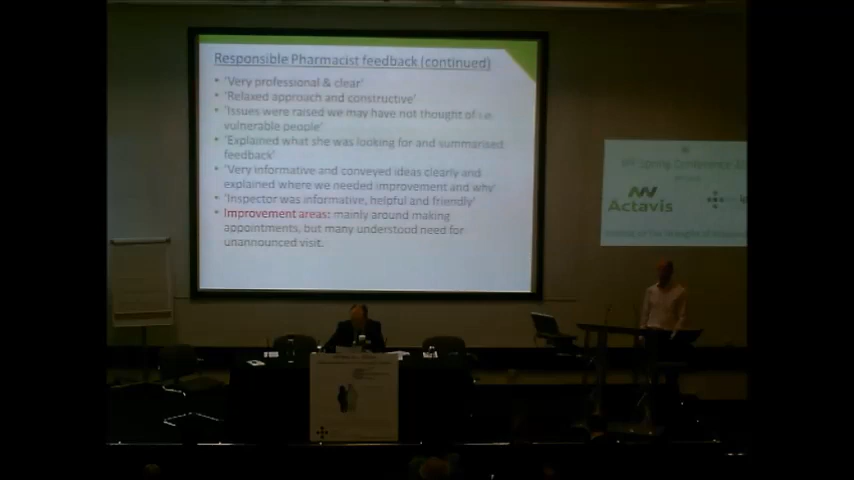 Responsible Pharmacist feedback (continued)
• 'Very professional & clear'
• 'Relaxed approach and constructive'
• 'Issues were raised we may have not thought of i.e.
vulnerable people'
• 'Explained what she was looking for and summarised
feedback'
• 'Very informative and conveyed ideas clearly and
explained where we needed improvement and why'
• 'Inspector was informative, helpful and friendly'
• Improvement areas: mainly around making
appointments, but many understood need for
unannounced visit.
Spring Conference
Actavis